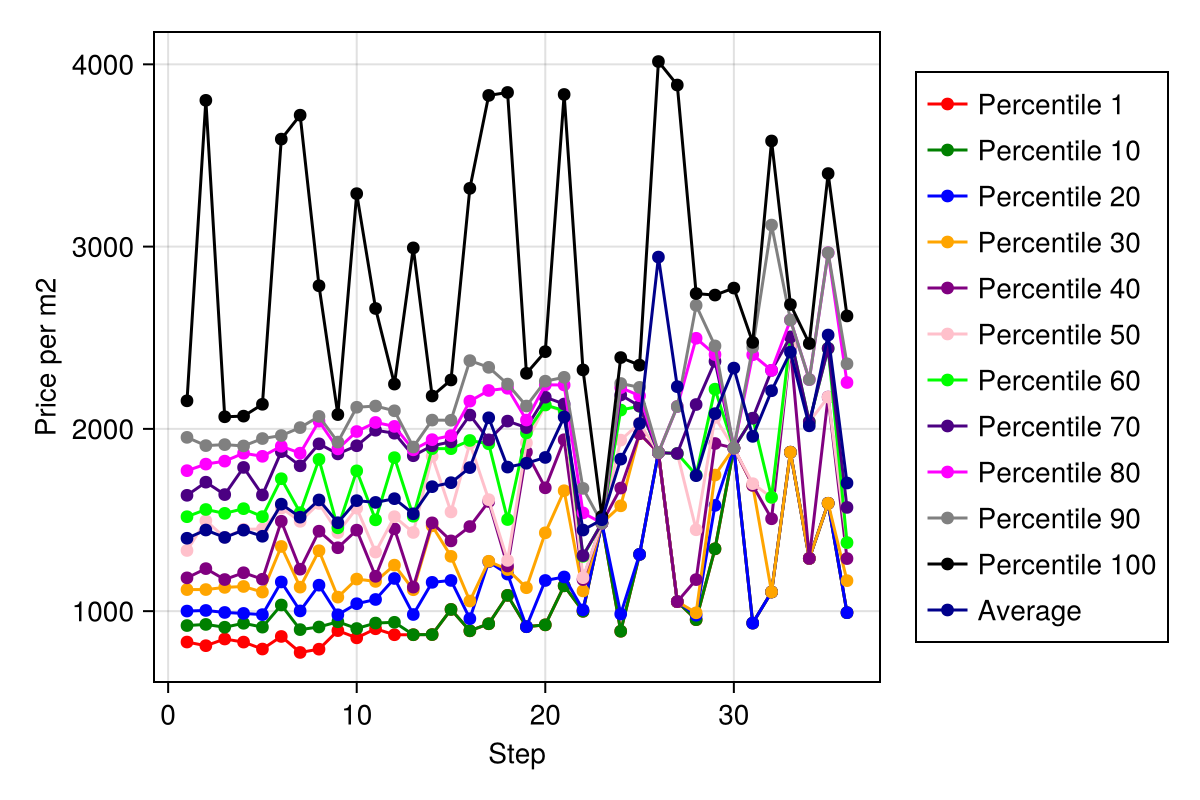 4000
3000
2000
1000
Price per m2
0
10
20
30
Step
Percentile 1
Percentile 10
Percentile 20
Percentile 30
Percentile 40
Percentile 50
Percentile 60
Percentile 70
Percentile 80
Percentile 90
Percentile 100
Average